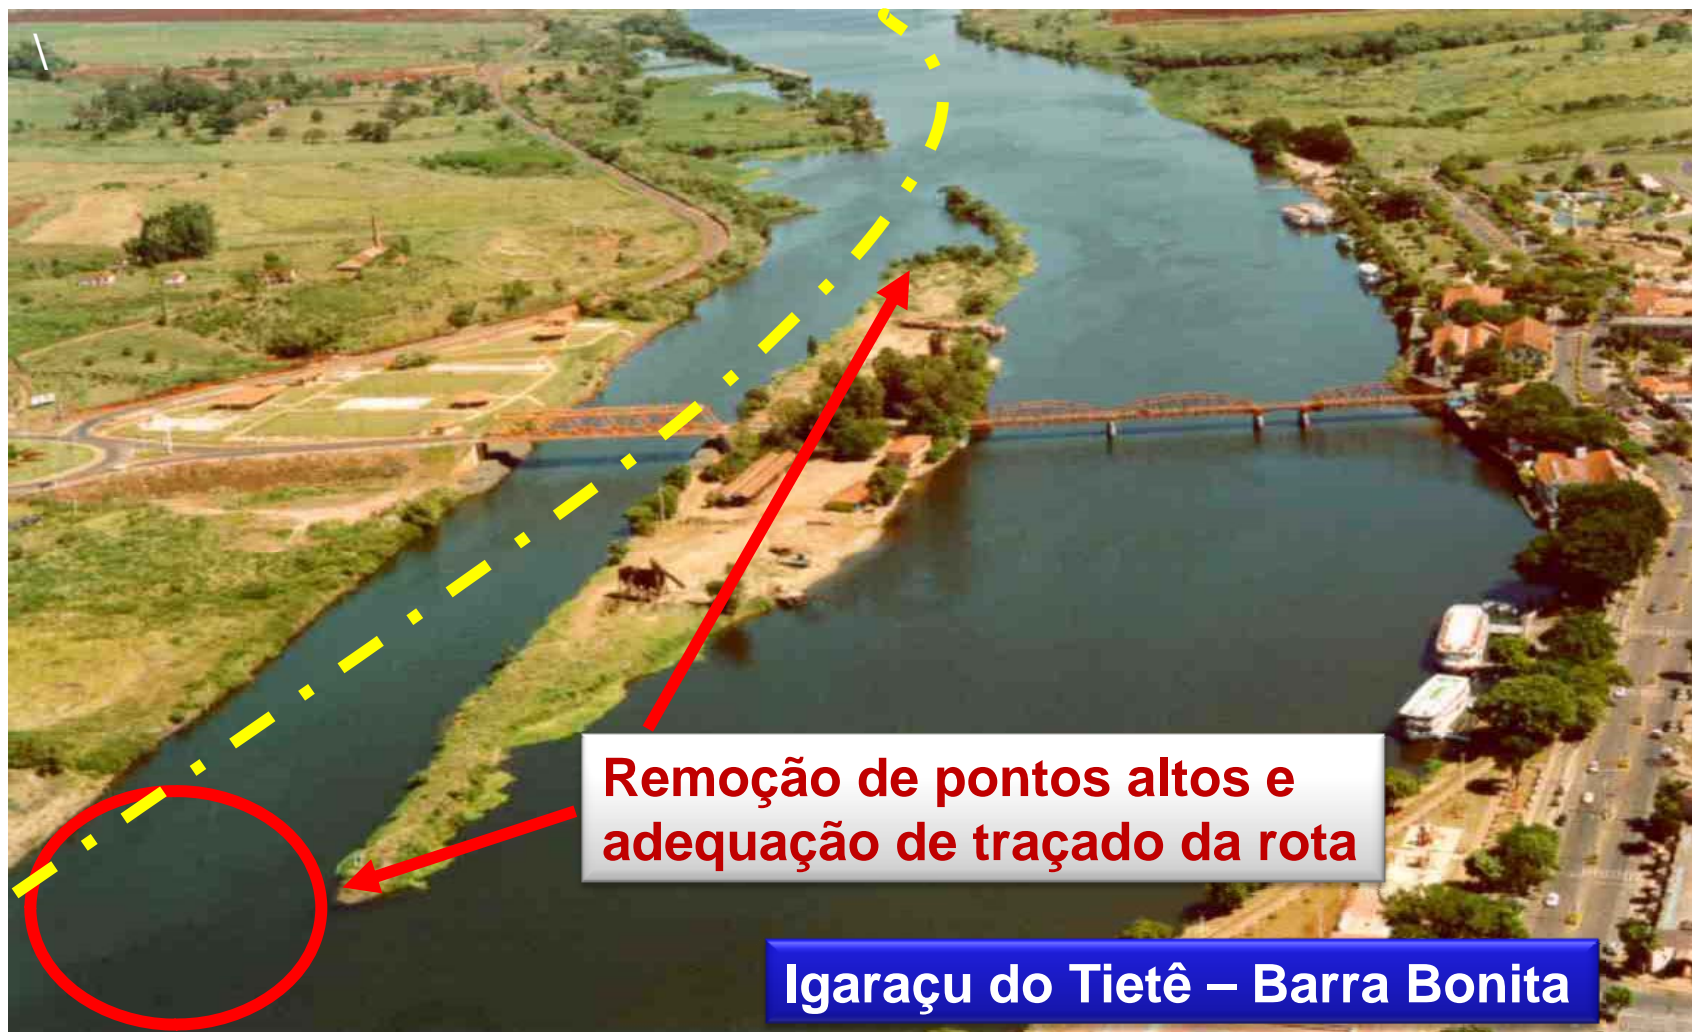 \
Remoção de pontos altos e
adequação de traçado da rota
Igaraçu do Tietê – Barra Bonita